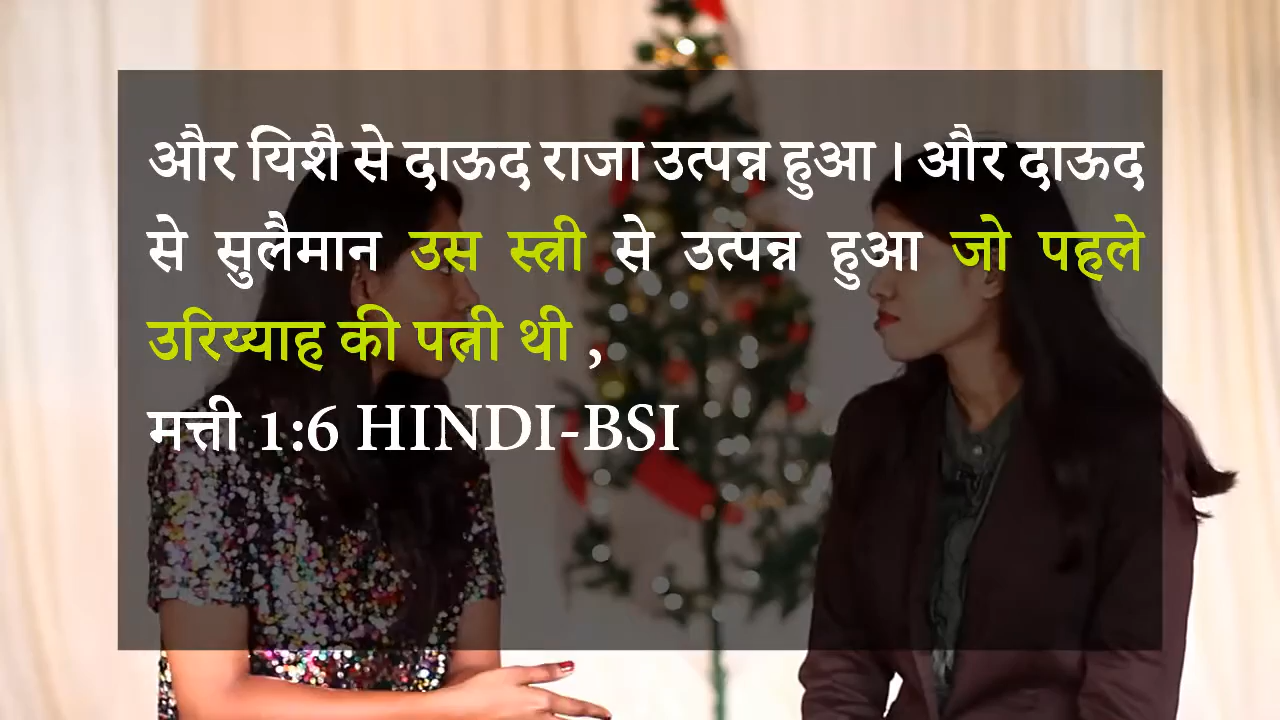 और यिशै से दाऊद राजा उत्पन्न हुआ । और दाऊद
से सुलैमान उस स्त्री से उत्पन्न हुआ जो पहले
उरिय्याह की पत्नी थी ,
मत्ती 1:6 HINDI-BSI